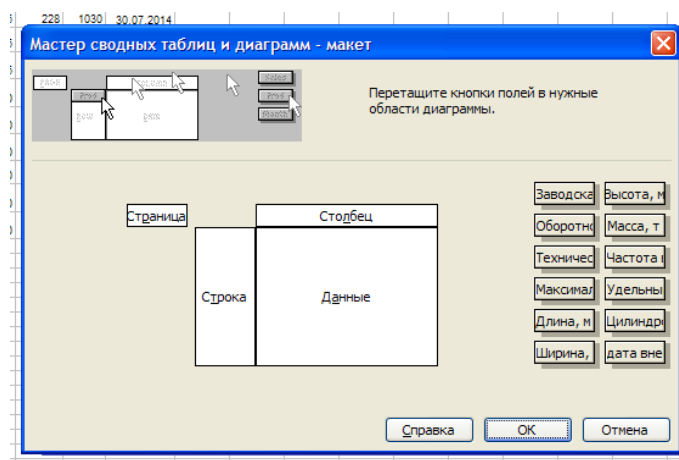 228 1030 30.07.2014
Мастер сводных таблиц и диаграмм - макет
Перетащите кнопки полей в нужные
области диаграммы.
Страница
Столбец
Строка
Данные
Заводска Высота, м
Оборотно Масса, т
Техничес Частота
Максимал Удельны
Длина, м Цилиндр
Ширина, дата вне
Справка ОК Отмена